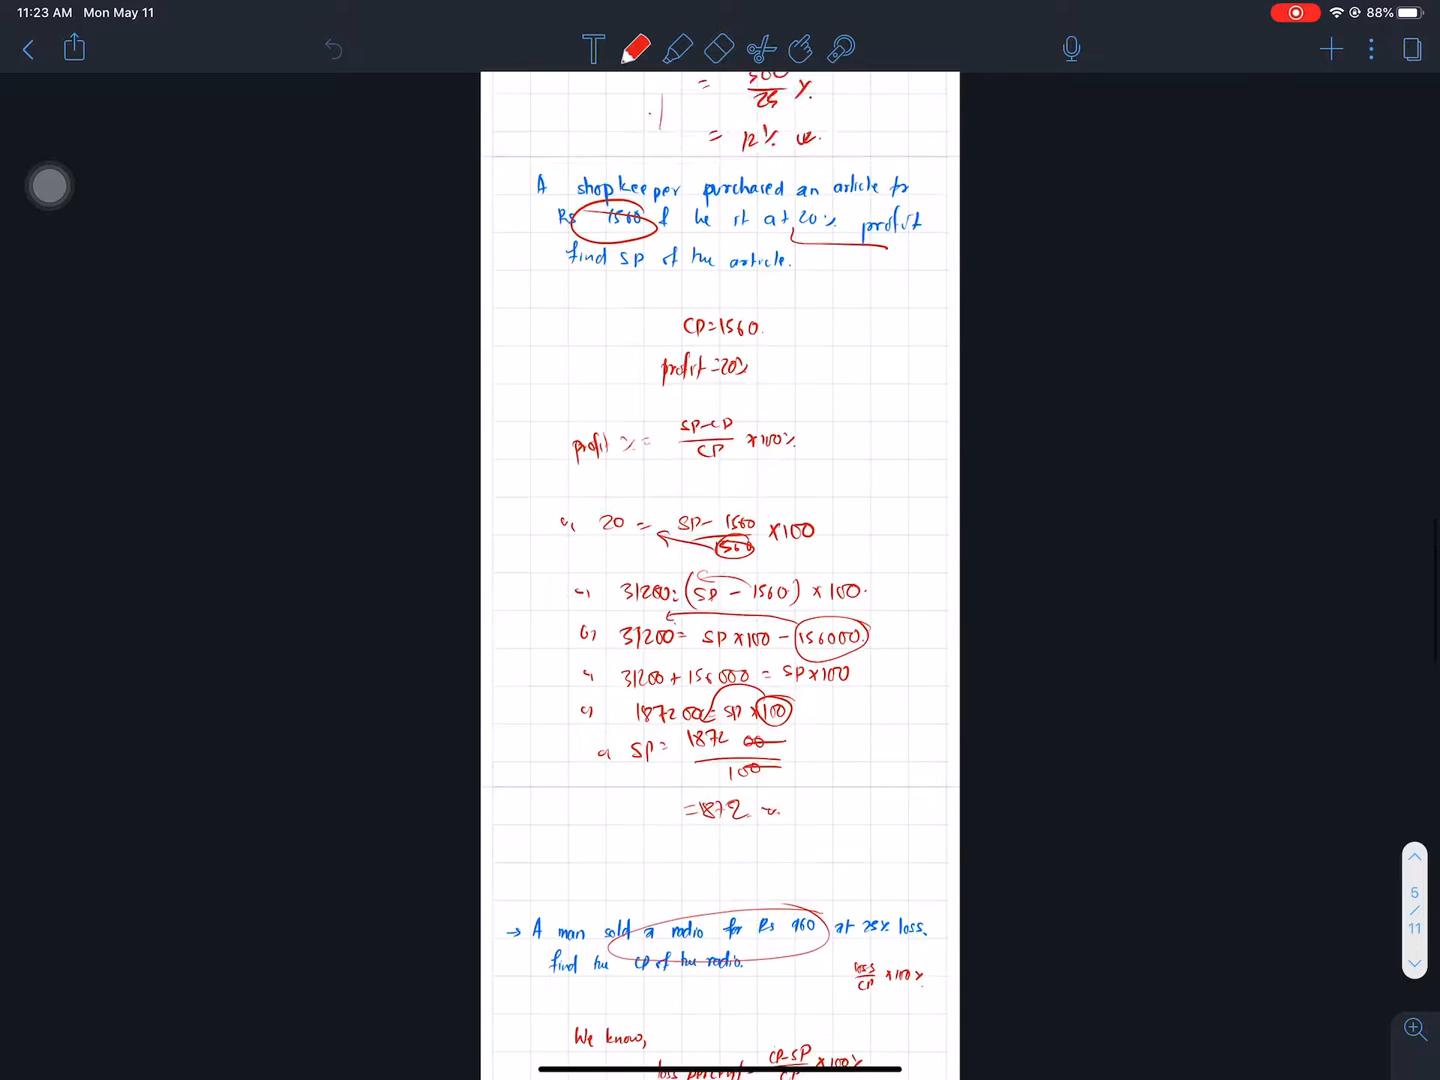 11:23 AM Mon May 11
88%
= 300/25 %
= 12%
A shopkeeper purchased an article for
Rs 1560 If he it at 20% profit
find SP of the article.
CP=1560.
profit=20%
profit %= SP-CP/CP ×100%
20 = SP- 1560/1560 ×100
31200=(SP - 1560) × 100.
31200= SP×100 - 156000.
31200+156000 = SP×100
187200= SP×100
SP= 187200/100
=1872
→ A man sold a radio for Rs 960 at 25% loss.
find the CP of the radio.
loss/CP ×100%
We know,
loss percent= CP-SP/CP ×100%
5
/
11